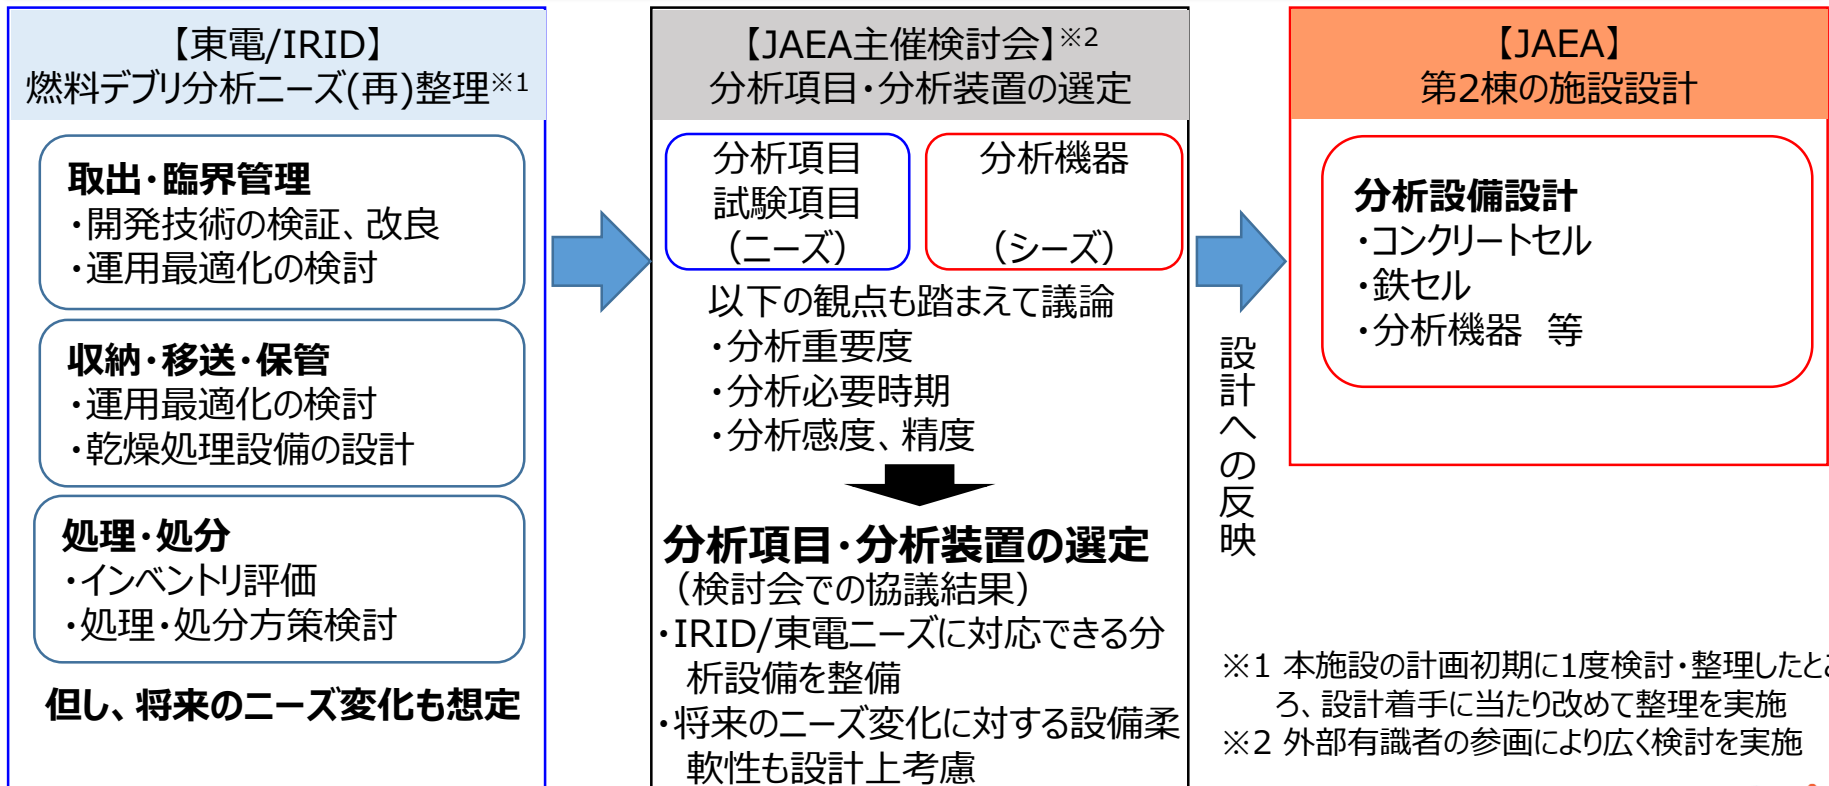 【東電/IRID】
燃料デブリ分析ニーズ(再)整理※1
取出・臨界管理
・開発技術の検証、改良
・運用最適化の検討
収納・移送・保管
・運用最適化の検討
・乾燥処理設備の設計
処理・処分
・インベントリ評価
・処理・処分方策検討
但し、将来のニーズ変化も想定
【JAEA主催検討会】※2
分析項目・分析装置の選定
分析項目
試験項目
（ニーズ）
分析機器
（シーズ）
以下の観点も踏まえて議論
・分析重要度
・分析必要時期
・分析感度、精度
分析項目・分析装置の選定
（検討会での協議結果）
・IRID/東電ニーズに対応できる分
析設備を整備
・将来のニーズ変化に対する設備柔
軟性も設計上考慮
設計への反映
【JAEA】
第2棟の施設設計
分析設備設計
・コンクリートセル
・鉄セル
・分析機器　等
※1 本施設の計画初期に1度検討・整理したとこ
ろ、設計着手に当たり改めて整理を実施
※2 外部有識者の参画により広く検討を実施